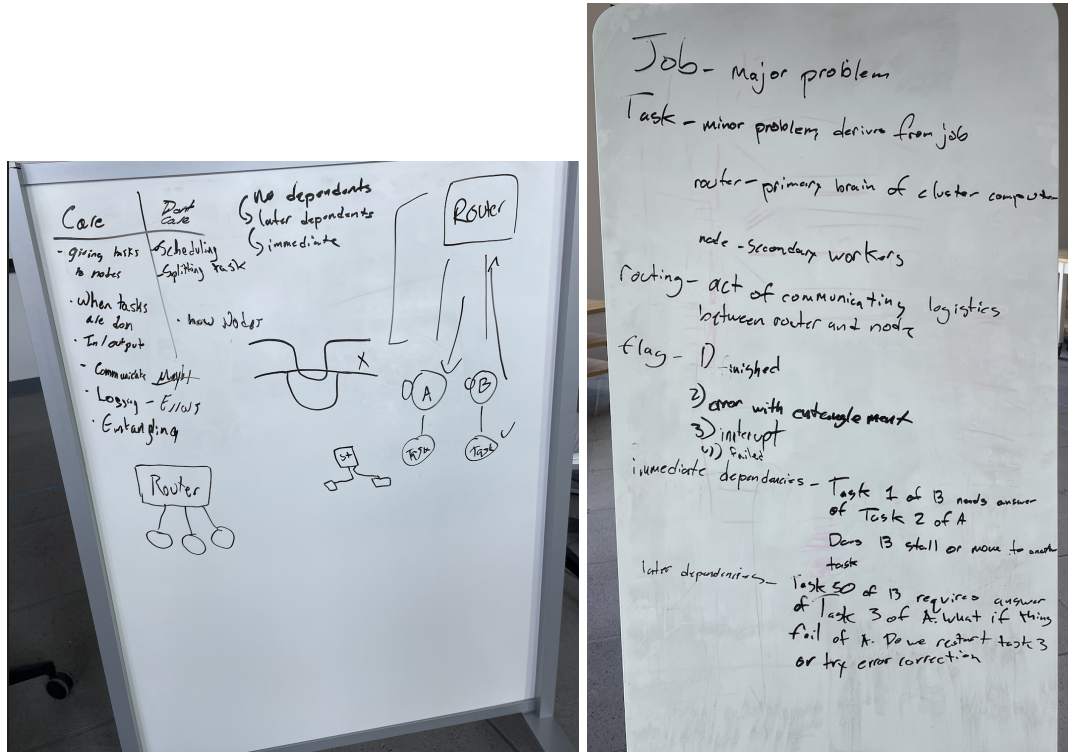 Care
Dont care
- giving tasks to nodes
- Scheduling
- Splitting task
· When tasks are don
· how Nodes
· In/output
- Communicate
· Logging - Errors
· Entangling
no dependents
later dependents
immediate
Router
X
A
B
Task
Task
St
Router
Job - Major problem
Task - minor problem, derive from job
router - primary brain of cluster
node - Secondary workers
routing - act of communicating logistics
between router and node
flag - 1) finished
2) error with entanglement
3) interupt
4) failed
immediate dependencies - Task 1 of B needs answer
of Task 2 of A
Does B stall or move to another
task
later dependencies - Task 50 of B requires answer
of Task 3 of A. What if thing
fail of A. Do we restart task 3
or try error correction